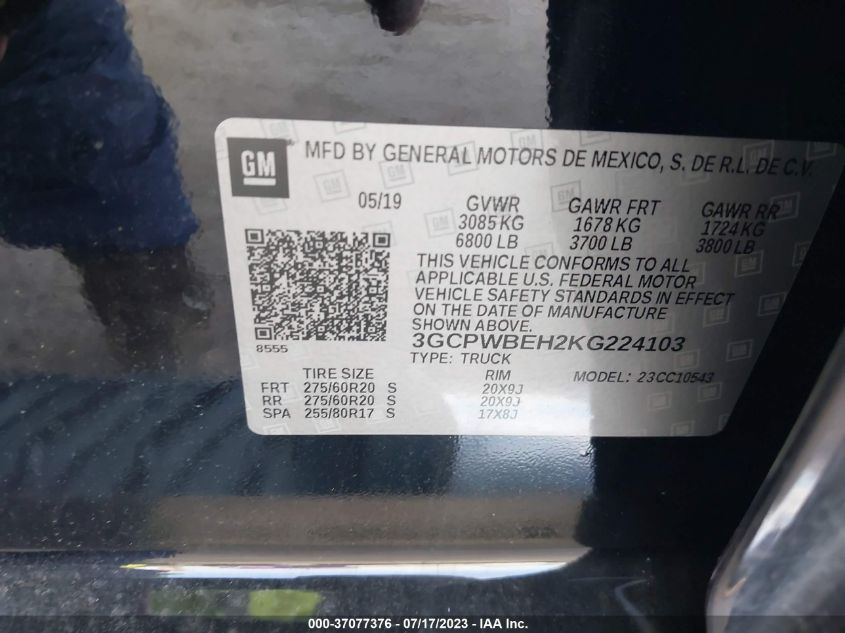 GM
MFD BY GENERAL MOTORS DE MEXICO, S. DE R.L. DE C.V.
05/19 GVWR GAWR FRT GAWR RR
3085 KG 1678 KG 1724 KG
6800 LB 3700 LB 3800 LB
THIS VEHICLE CONFORMS TO ALL
APPLICABLE U.S. FEDERAL MOTOR
VEHICLE SAFETY STANDARDS IN EFFECT
ON THE DATE OF MANUFACTURE
SHOWN ABOVE.
8555
3GCPWBEH2KG224103
TYPE: TRUCK
TIRE SIZE RIM MODEL: 23CC10543
FRT 275/60R20 S 20X9J
RR 275/60R20 S 20X9J
SPA 255/80R17 S 17X8J
000-37077376 - 07/17/2023 - IAA Inc.